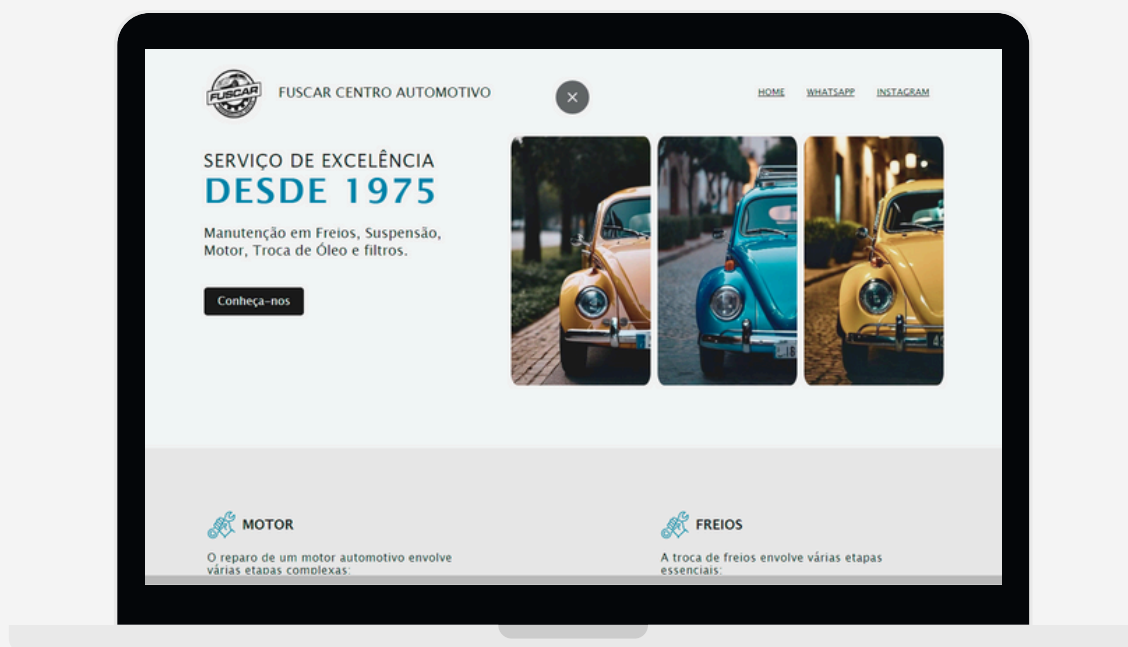 FUSCAR
FUSCAR CENTRO AUTOMOTIVO
HOME WHATSAPP INSTAGRAM
SERVIÇO DE EXCELÊNCIA
DESDE 1975
Manutenção em Freios, Suspensão,
Motor, Troca de Óleo e filtros.
Conheça-nos
MOTOR
O reparo de um motor automotivo envolve
várias etapas complexas:
FREIOS
A troca de freios envolve várias etapas
essenciais: